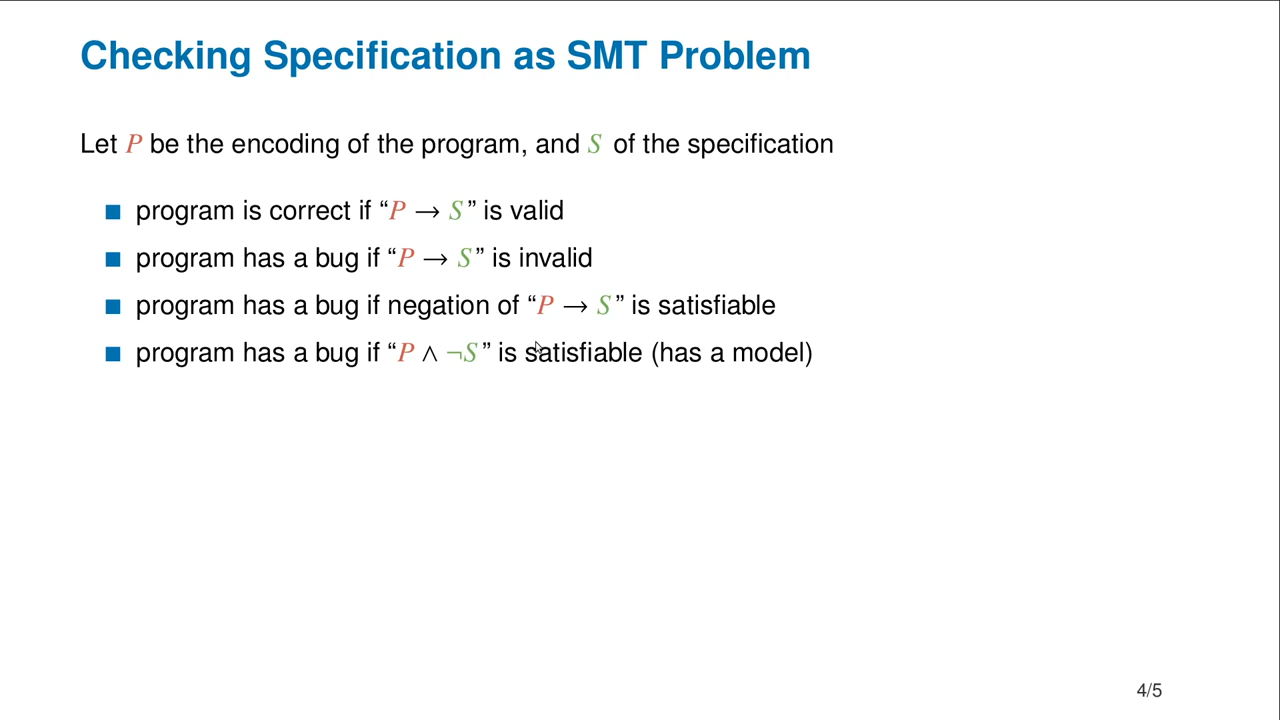 Checking Specification as SMT Problem
Let P be the encoding of the program, and S of the specification
■ program is correct if “P → S” is valid
■ program has a bug if “P → S” is invalid
■ program has a bug if negation of “P → S” is satisfiable
■ program has a bug if “P ∧ ¬S” is satisfiable (has a model)
4/5